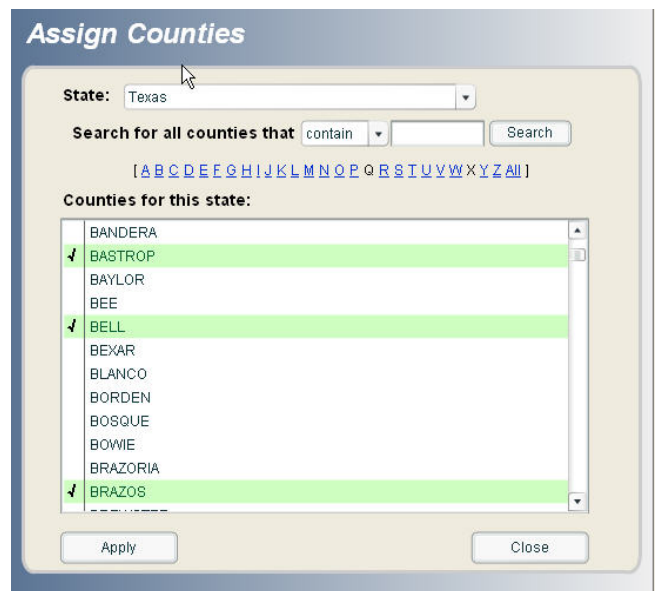 Assign Counties
State: Texas
Search for all counties that contain Search
[ A B C D E F G H I J K L M N O P Q R S T U V W X Y Z All ]
Counties for this state:
BANDERA
√ BASTROP
BAYLOR
BEE
√ BELL
BEXAR
BLANCO
BORDEN
BOSQUE
BOWIE
BRAZORIA
√ BRAZOS
Apply Close